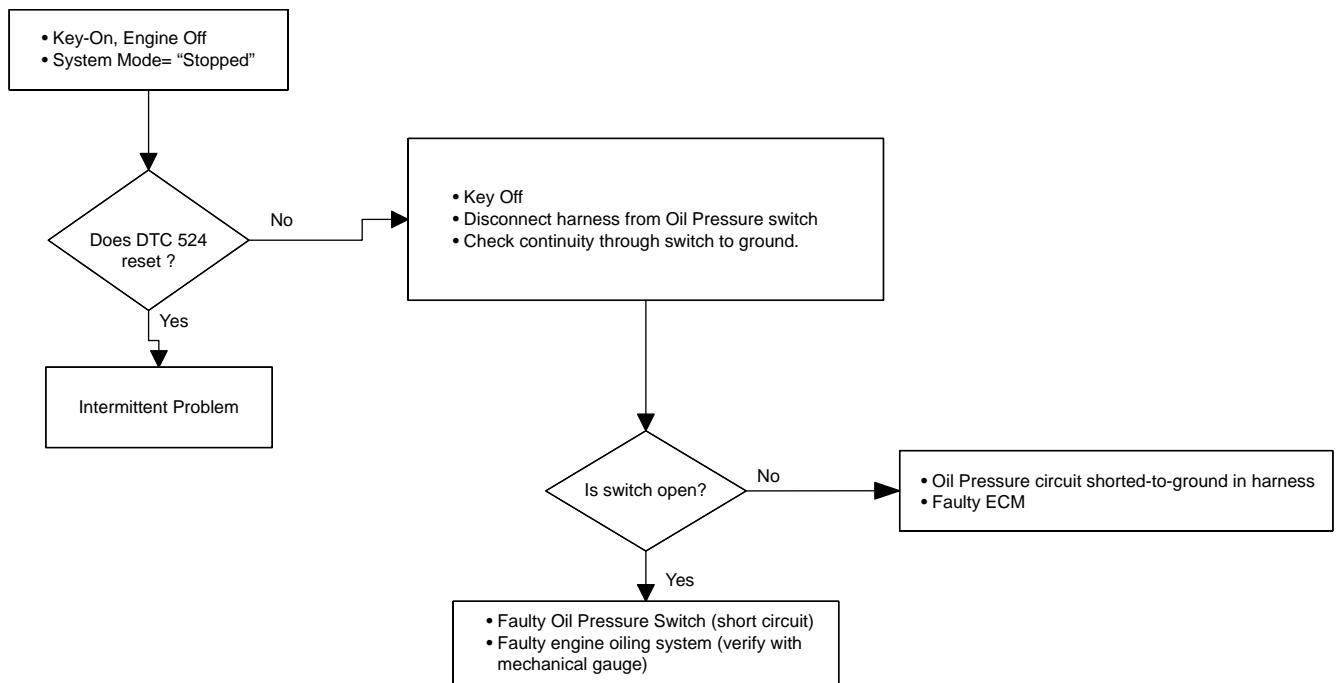 • Key-On, Engine Off
• System Mode= “Stopped”
Does DTC 524
reset ?
No
Yes
Intermittent Problem
• Key Off
• Disconnect harness from Oil Pressure switch
• Check continuity through switch to ground.
Is switch open?
No
• Oil Pressure circuit shorted-to-ground in harness
• Faulty ECM
Yes
• Faulty Oil Pressure Switch (short circuit)
• Faulty engine oiling system (verify with
mechanical gauge)